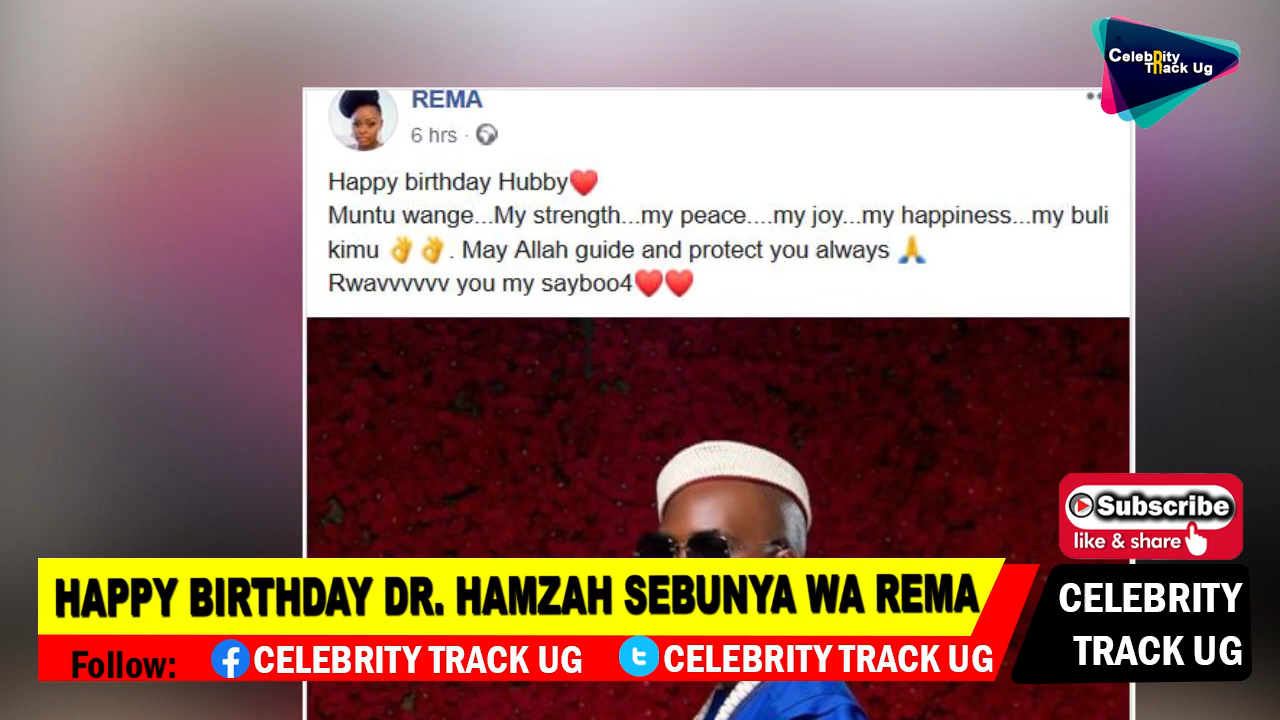 CelebRity
TRack Ug
REMA
6 hrs ·
Happy birthday Hubby❤️
Muntu wange...My strength...my peace....my joy...my happiness...my buli
kimu 👌👌. May Allah guide and protect you always 🙏
Rwavvvvvv you my sayboo4❤️❤️
Subscribe
like & share
HAPPY BIRTHDAY DR. HAMZAH SEBUNYA WA REMA
CELEBRITY
TRACK UG
Follow: CELEBRITY TRACK UG CELEBRITY TRACK UG